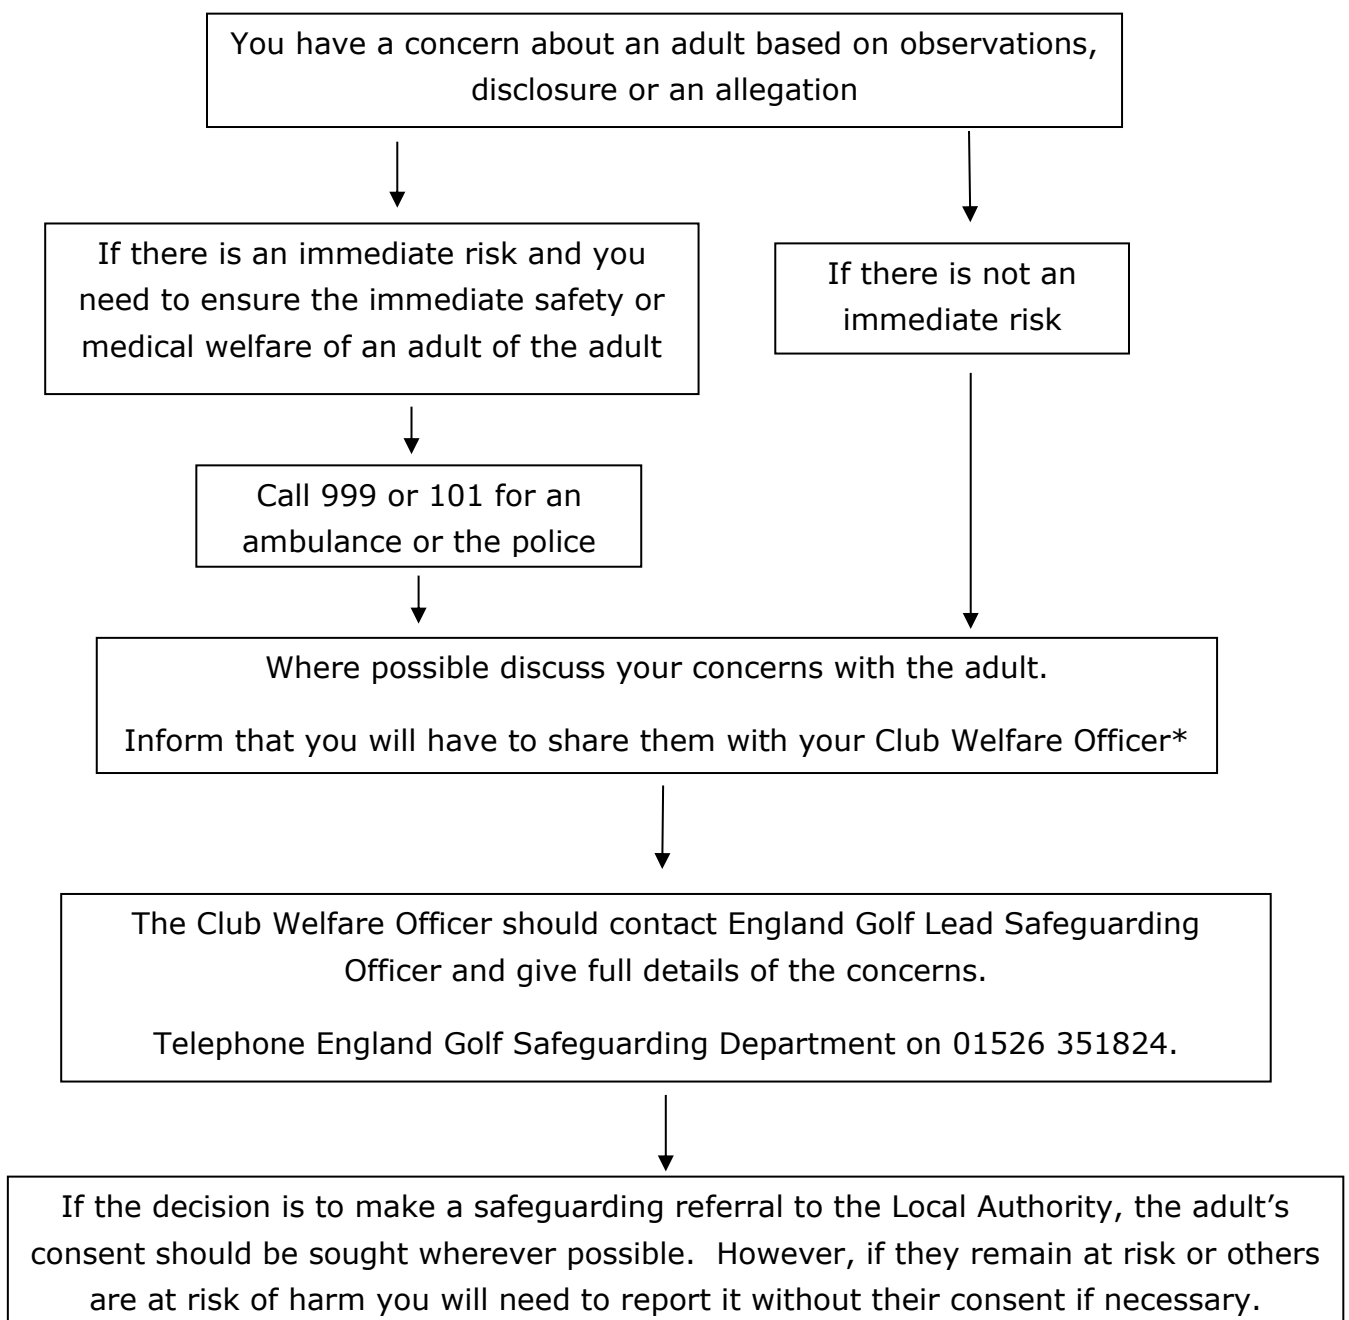 You have a concern about an adult based on observations,
disclosure or an allegation
If there is an immediate risk and you
need to ensure the immediate safety or
medical welfare of an adult of the adult
If there is not an
immediate risk
Call 999 or 101 for an
ambulance or the police
Where possible discuss your concerns with the adult.
Inform that you will have to share them with your Club Welfare Officer*
The Club Welfare Officer should contact England Golf Lead Safeguarding
Officer and give full details of the concerns.
Telephone England Golf Safeguarding Department on 01526 351824.
If the decision is to make a safeguarding referral to the Local Authority, the adult’s
consent should be sought wherever possible.  However, if they remain at risk or others
are at risk of harm you will need to report it without their consent if necessary.